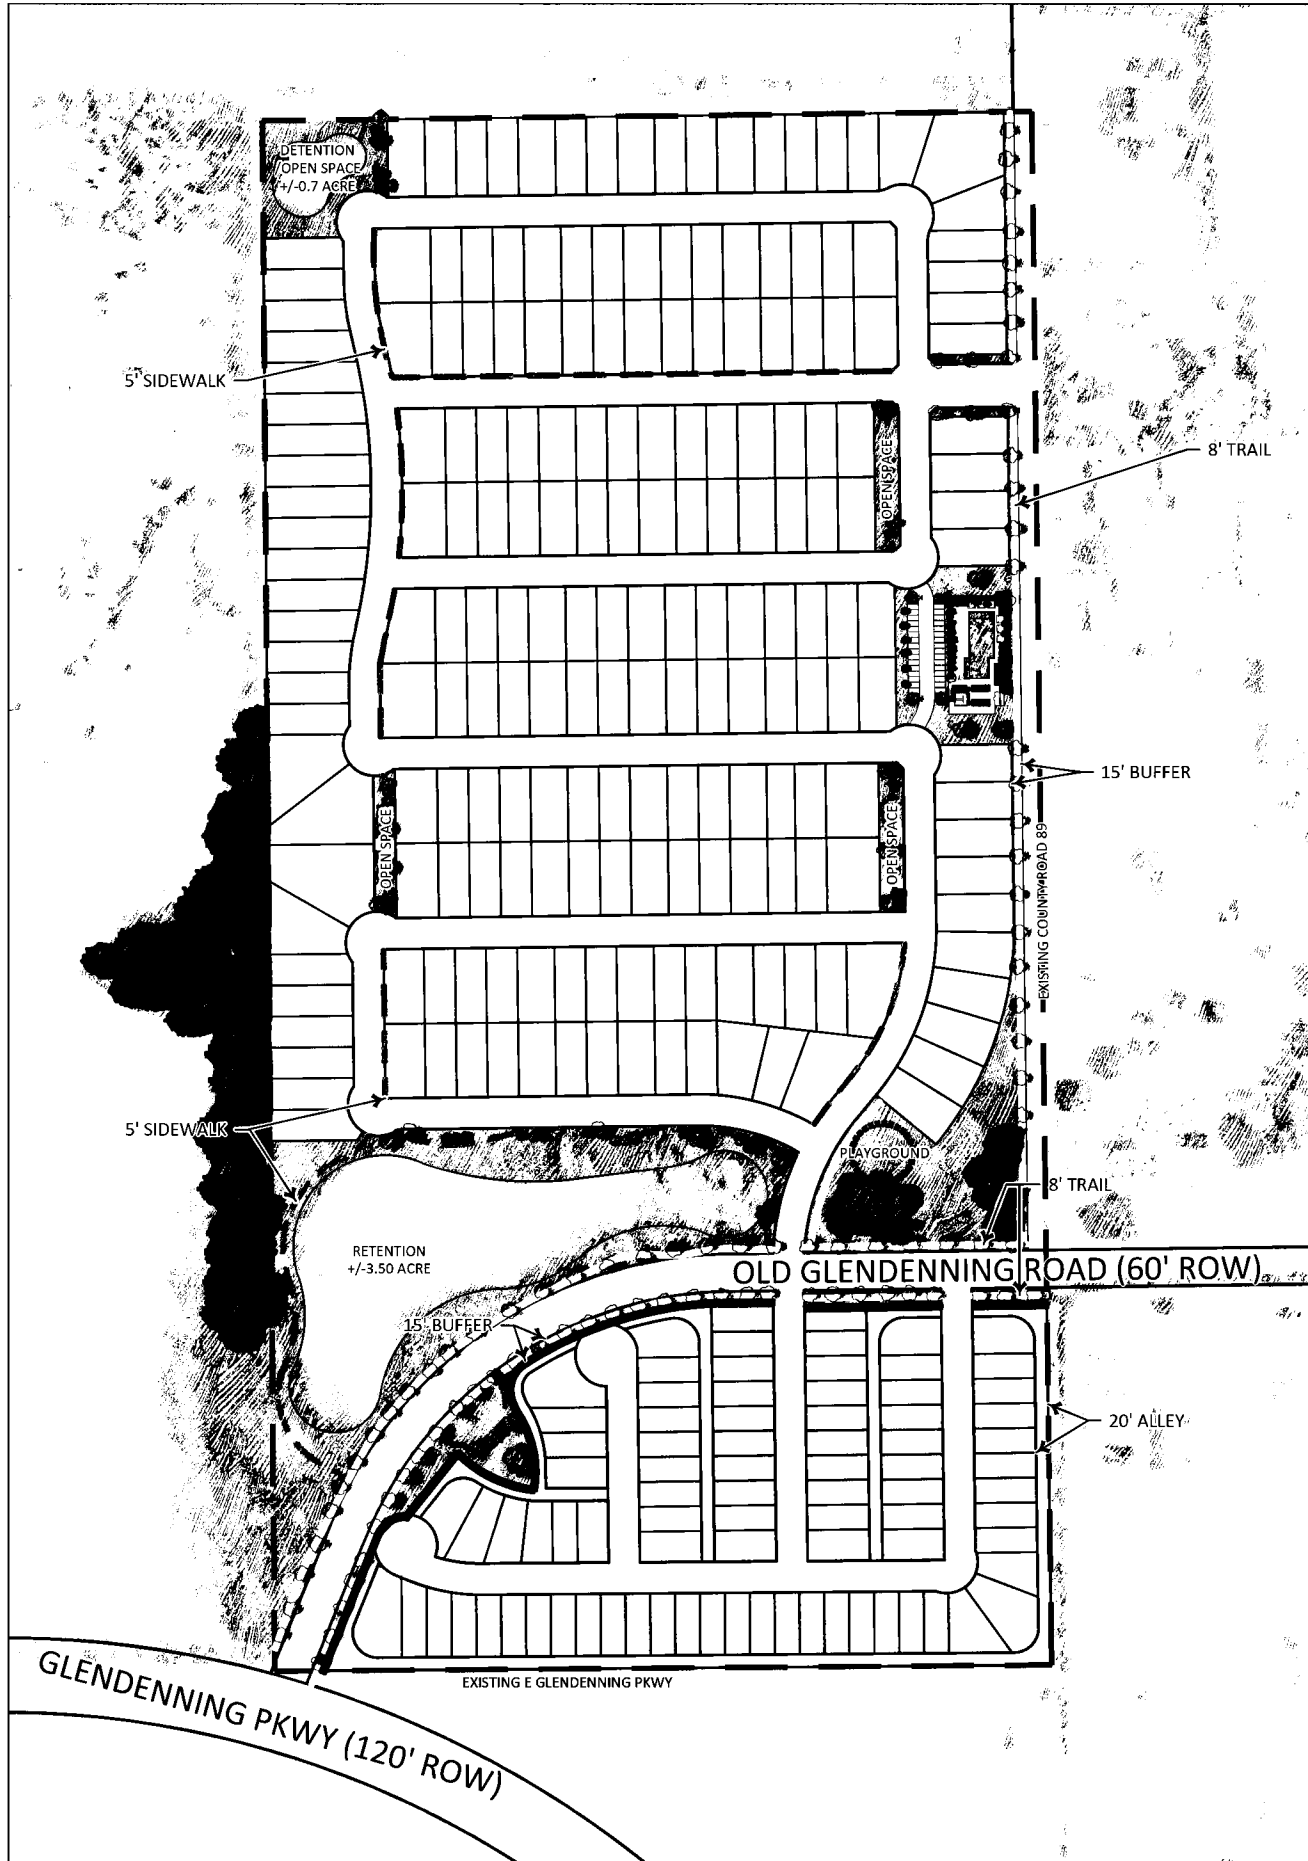 DETENTION
OPEN SPACE
+/-0.7 ACRE
5' SIDEWALK
OPEN SPACE
8' TRAIL
15' BUFFER
OPEN SPACE
OPEN SPACE
EXISTING COUNTY ROAD 89
5' SIDEWALK
PLAYGROUND
8' TRAIL
RETENTION
+/-3.50 ACRE
OLD GLENDENNING ROAD (60' ROW)
15' BUFFER
20' ALLEY
EXISTING E GLENDENNING PKWY
GLENDENNING PKWY (120' ROW)